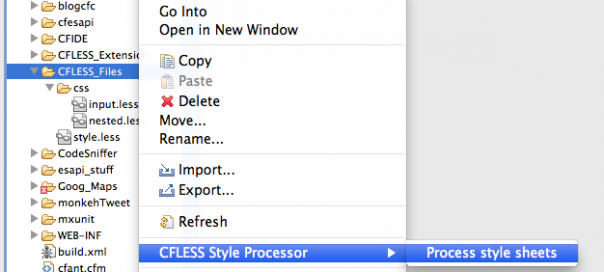 blogcfc
cfesapi
CFIDE
CFLESS_Extension
CFLESS_Files
css
input.less
nested.le
style.less
CodeSniffer
esapi_stuff
Goog_Maps
monkehTweet
mxunit
WEB-INF
build.xml
cfant.cfm
Go Into
Open in New Window
Copy
Paste
Delete
Move...
Rename...
Import...
Export...
Refresh
CFLESS Style Processor
Process style sheets